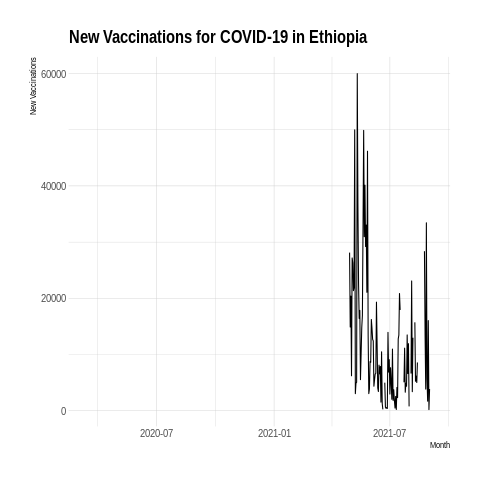 New Vaccinations for COVID-19 in Ethiopia
New Vaccinations
60000
40000
20000
0
2020-07
2021-01
2021-07
Month